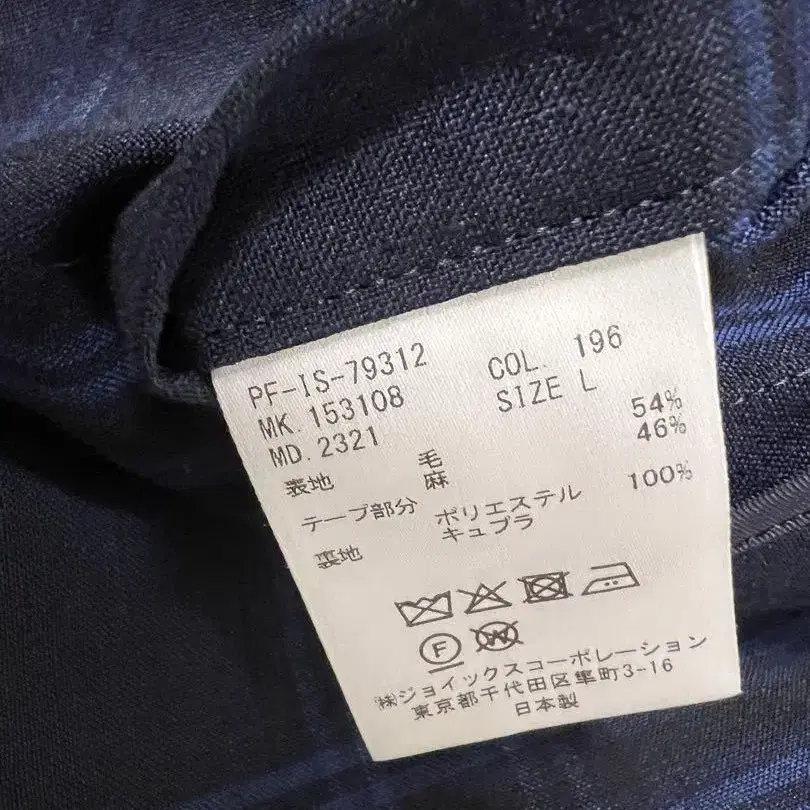 PF-IS-79312 COL. 196
MK. 153108 SIZE L
MD. 2321
表地 毛 54%
麻 46%
テープ部分 ポリエステル 100%
裏地 キュプラ
F
W
㈱ジョイックスコーポレーション
東京都千代田区隼町3-16
日本製